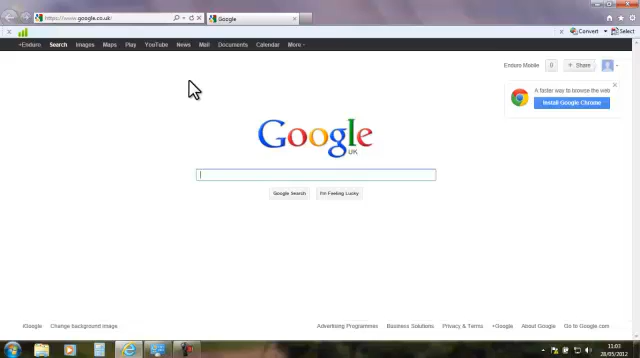 https://www.google.co.uk/
Google
Convert
Select
+Enduro Search Images Maps Play YouTube News Mail Documents Calendar More
Enduro Mobile 0 + Share
A faster way to browse the web
Install Google Chrome
Google
UK
Google Search I'm Feeling Lucky
iGoogle Change background image Advertising Programmes Business Solutions Privacy & Terms +Google About Google Go to Google.com
11:03
28/05/2012